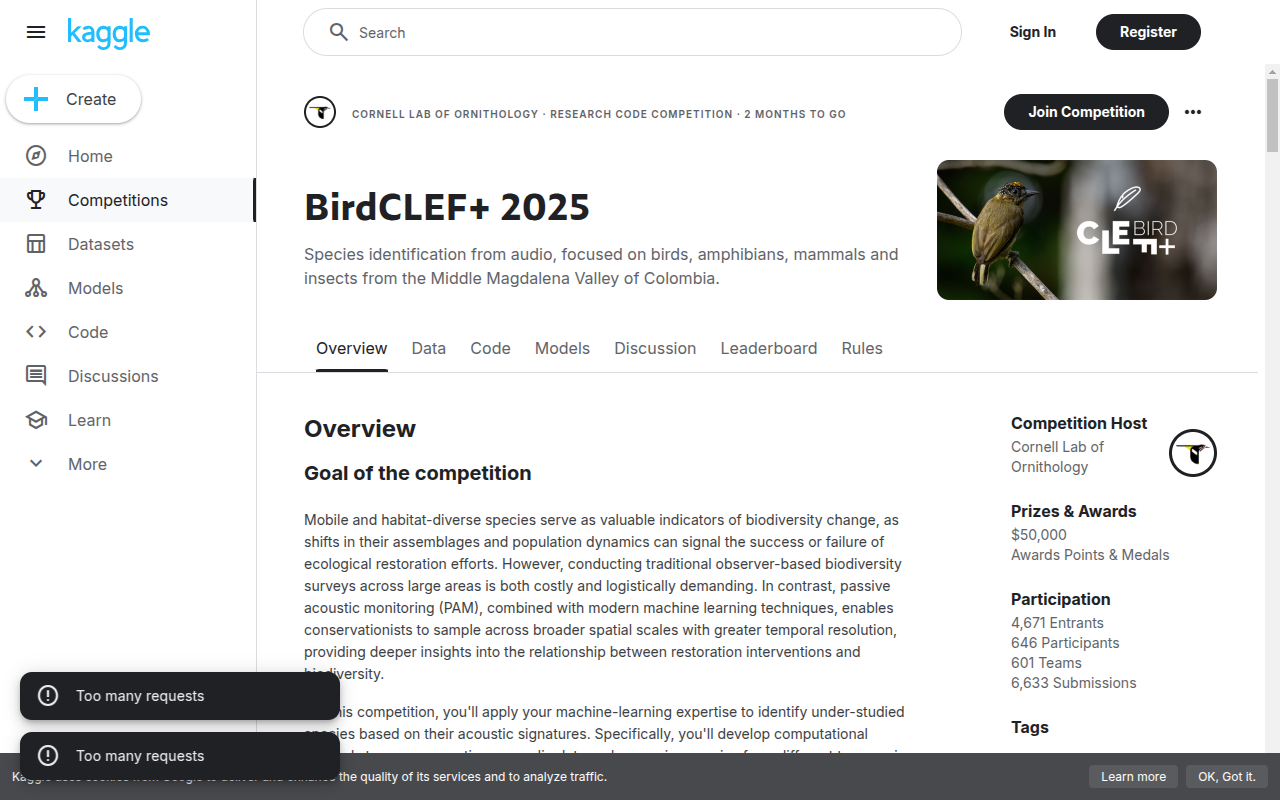 kaggle
Search
Sign In
Register
Create
Home
Competitions
Datasets
Models
Code
Discussions
Learn
More
CORNELL LAB OF ORNITHOLOGY · RESEARCH CODE COMPETITION · 2 MONTHS TO GO
Join Competition
BirdCLEF+ 2025
Species identification from audio, focused on birds, amphibians, mammals and
insects from the Middle Magdalena Valley of Colombia.
BIRD
CLEF+
Overview
Data
Code
Models
Discussion
Leaderboard
Rules
Overview
Goal of the competition
Mobile and habitat-diverse species serve as valuable indicators of biodiversity change, as
shifts in their assemblages and population dynamics can signal the success or failure of
ecological restoration efforts. However, conducting traditional observer-based biodiversity
surveys across large areas is both costly and logistically demanding. In contrast, passive
acoustic monitoring (PAM), combined with modern machine learning techniques, enables
conservationists to sample across broader spatial scales with greater temporal resolution,
providing deeper insights into the relationship between restoration interventions and
biodiversity.
this competition, you'll apply your machine-learning expertise to identify under-studied
species based on their acoustic signatures. Specifically, you'll develop computational
Competition Host
Cornell Lab of
Ornithology
Prizes & Awards
$50,000
Awards Points & Medals
Participation
4,671 Entrants
646 Participants
601 Teams
6,633 Submissions
Tags
Too many requests
Too many requests
the quality of its services and to analyze traffic.
Learn more
OK, Got it.